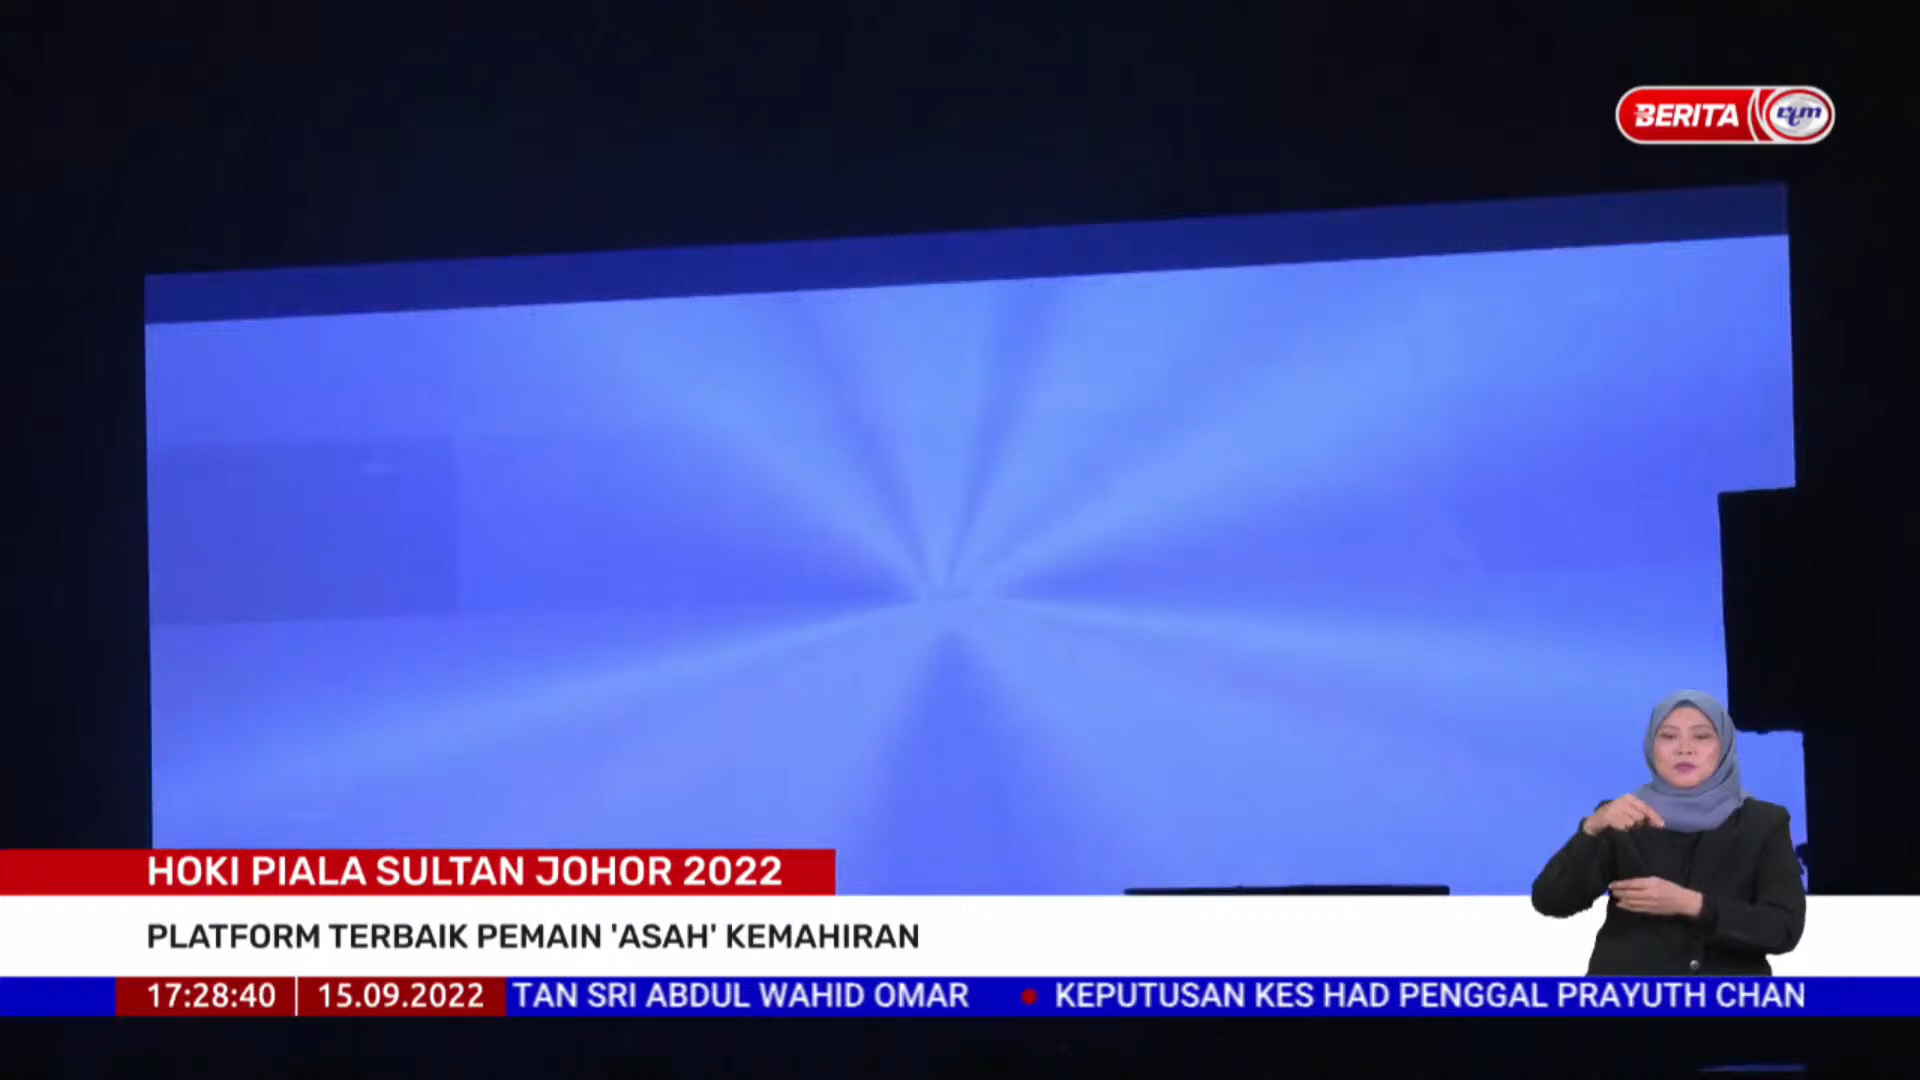 BERITA rtm
HOKI PIALA SULTAN JOHOR 2022
PLATFORM TERBAIK PEMAIN 'ASAH' KEMAHIRAN
17:28:40 15.09.2022 TAN SRI ABDUL WAHID OMAR • KEPUTUSAN KES HAD PENGGAL PRAYUTH CHAN